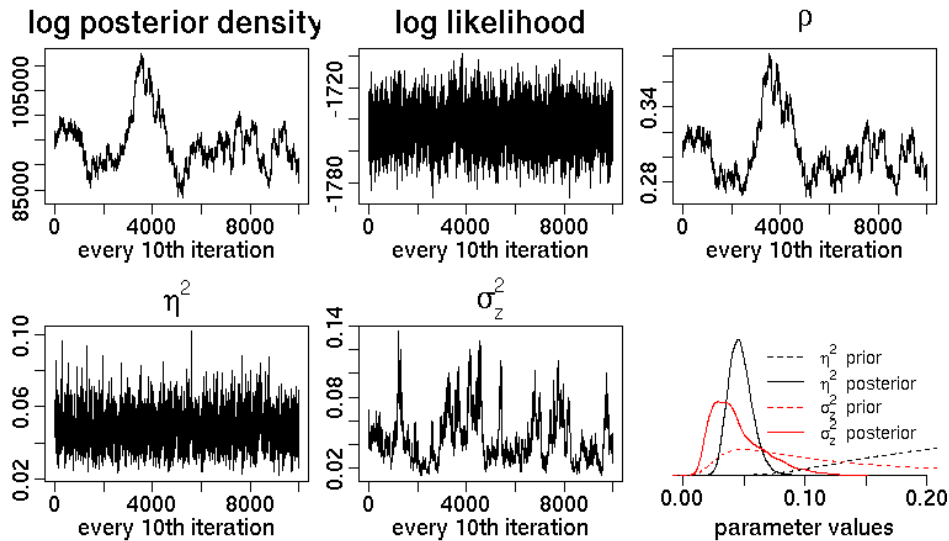 log posterior density
log likelihood
ρ
105000
85000
0 4000 8000
every 10th iteration
-1720
-1780
0 4000 8000
every 10th iteration
0.34
0.28
0 4000 8000
every 10th iteration
η²
σ_z²
0.10
0.06
0.02
0 4000 8000
every 10th iteration
0.14
0.08
0.02
0 4000 8000
every 10th iteration
η² prior
η² posterior
σ_z² prior
σ_z² posterior
0.00 0.10 0.20
parameter values